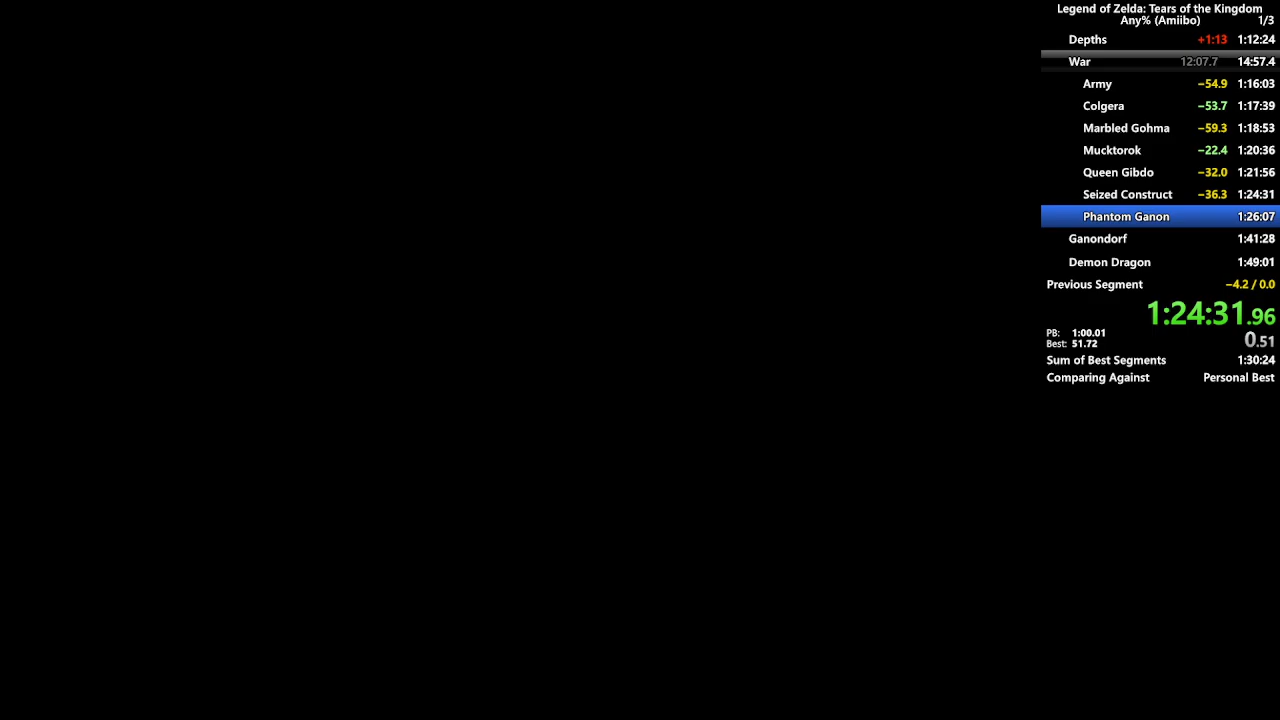 Legend of Zelda: Tears of the Kingdom
Any% (Amiibo) 1/3
Depths +1:13 1:12:24
War 12:07.7 14:57.4
Army −54.9 1:16:03
Colgera −53.7 1:17:39
Marbled Gohma −59.3 1:18:53
Mucktorok −22.4 1:20:36
Queen Gibdo −32.0 1:21:56
Seized Construct −36.3 1:24:31
Phantom Ganon 1:26:07
Ganondorf 1:41:28
Demon Dragon 1:49:01
Previous Segment −4.2 / 0.0
1:24:31.96
PB: 1:00.01
Best: 51.72 0.51
Sum of Best Segments 1:30:24
Comparing Against Personal Best